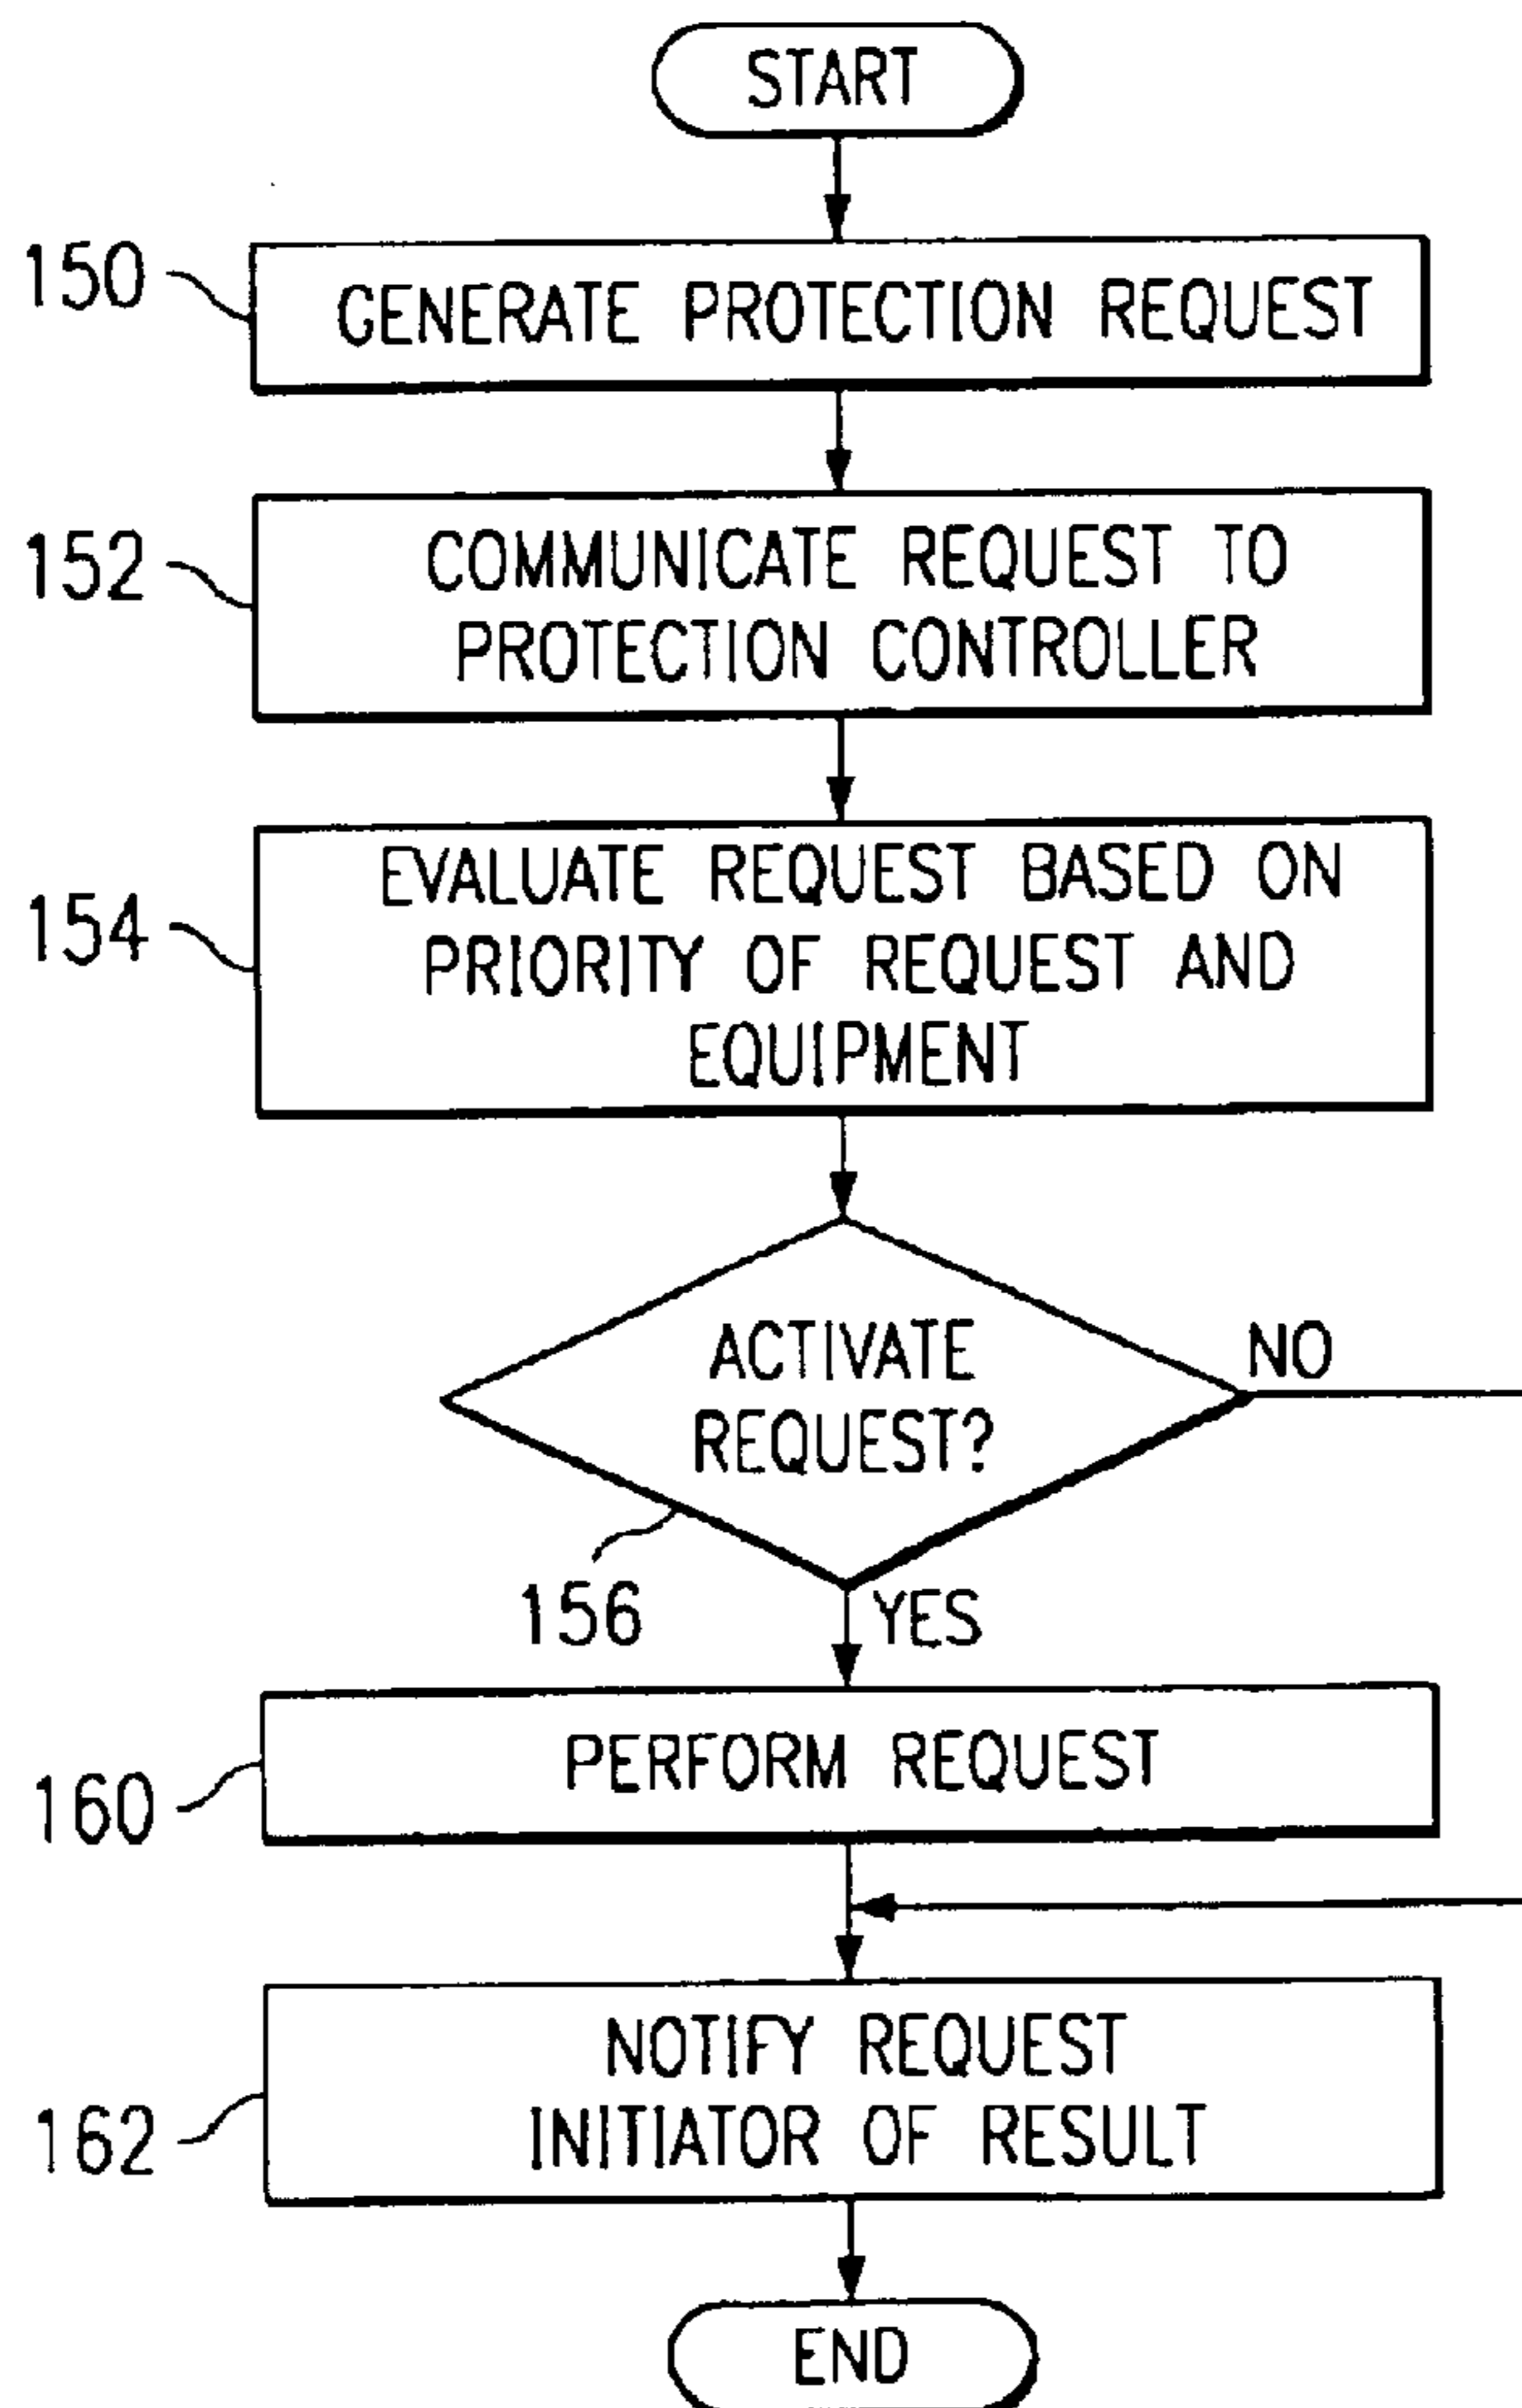 START
150
GENERATE PROTECTION REQUEST
152
COMMUNICATE REQUEST TO
PROTECTION CONTROLLER
154
EVALUATE REQUEST BASED ON
PRIORITY OF REQUEST AND
EQUIPMENT
ACTIVATE
REQUEST?
NO
156
YES
160
PERFORM REQUEST
162
NOTIFY REQUEST
INITIATOR OF RESULT
END